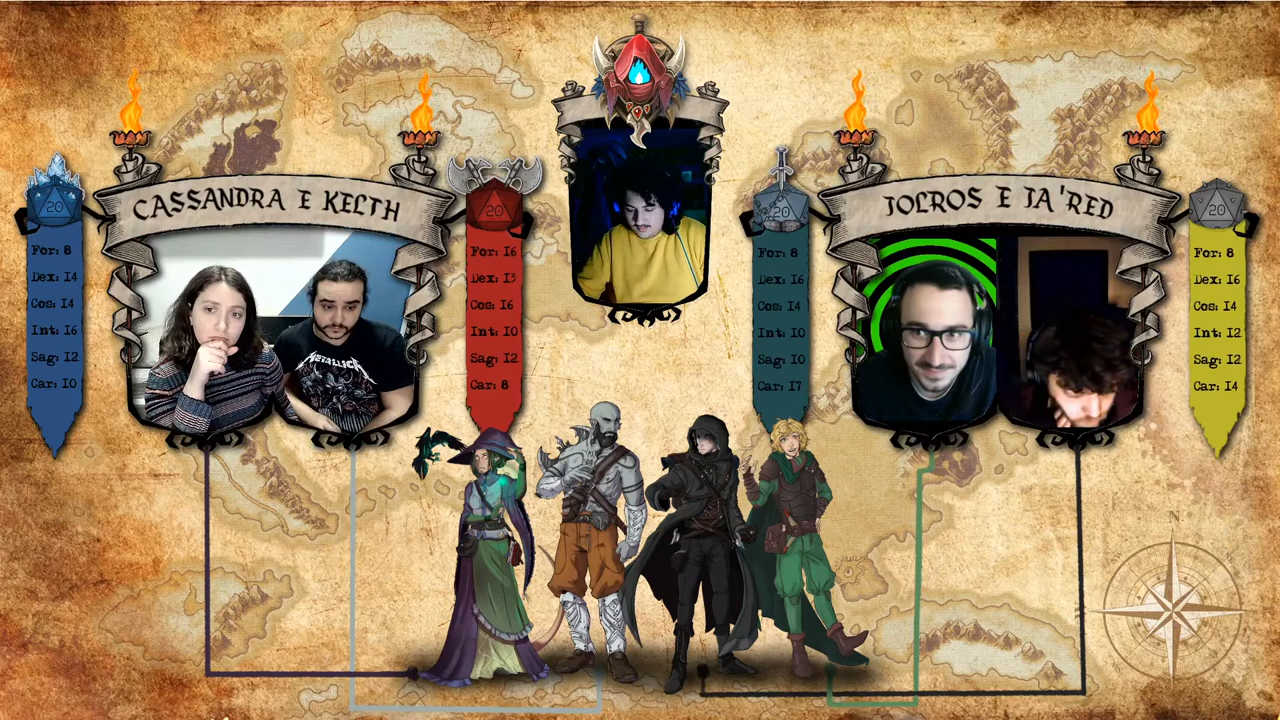 CASSANDRA E KELTH
JOLROS E JA'RED
20
For: 8
Dex: 14
Cos: 14
Int: 16
Sag: 12
Car: 10
METALLICA
20
For: 16
Dex: 13
Cos: 16
Int: 10
Sag: 12
Car: 8
20
For: 8
Dex: 16
Cos: 14
Int: 10
Sag: 10
Car: 17
20
For: 8
Dex: 16
Cos: 14
Int: 12
Sag: 12
Car: 14
N